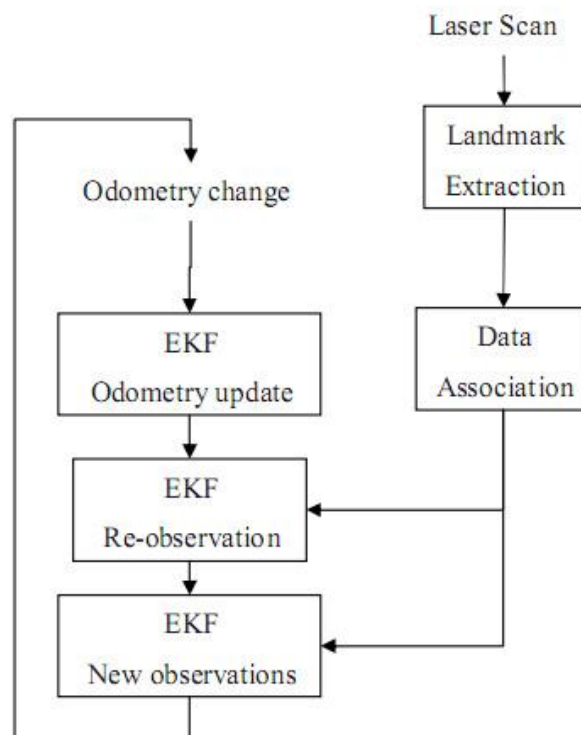 Laser Scan
Landmark
Extraction
Odometry change
EKF
Odometry update
Data
Association
EKF
Re-observation
EKF
New observations